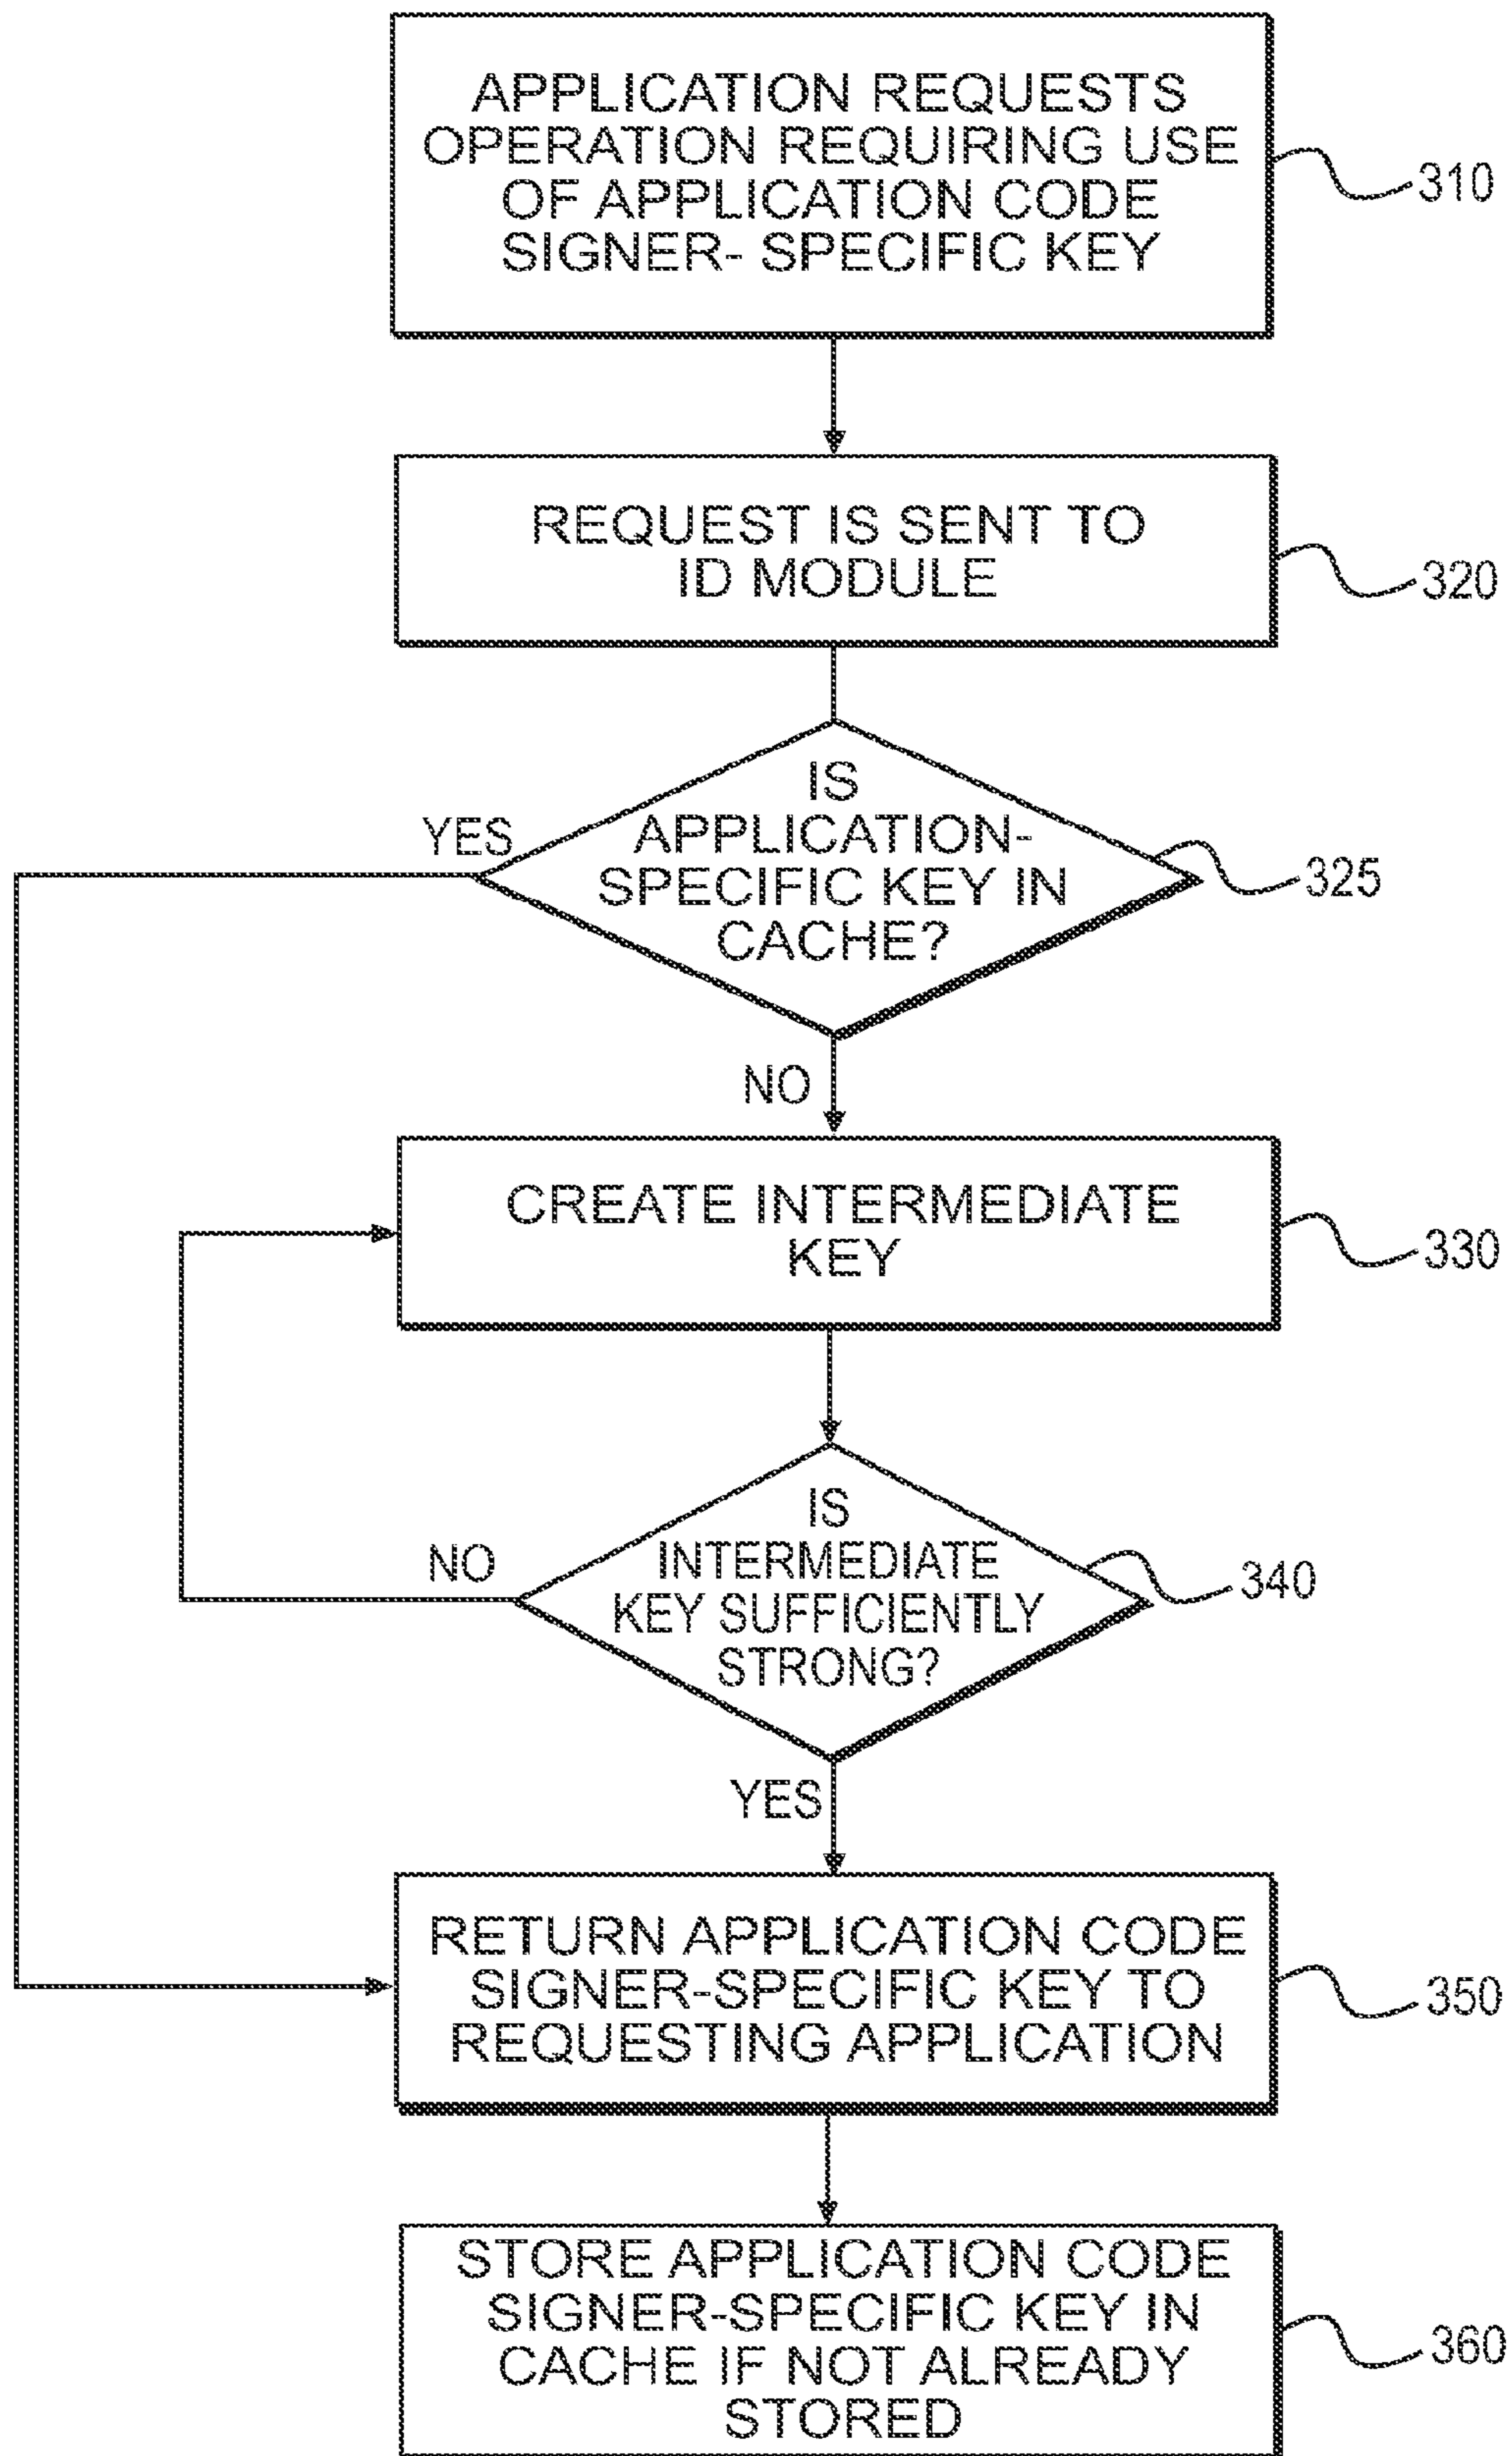 APPLICATION REQUESTS
OPERATION REQUIRING USE
OF APPLICATION CODE
SIGNER- SPECIFIC KEY
310
REQUEST IS SENT TO
ID MODULE
320
IS
APPLICATION-
SPECIFIC KEY IN
CACHE?
YES
325
NO
CREATE INTERMEDIATE
KEY
330
IS
INTERMEDIATE
KEY SUFFICIENTLY
STRONG?
NO
340
YES
RETURN APPLICATION CODE
SIGNER-SPECIFIC KEY TO
REQUESTING APPLICATION
350
STORE APPLICATION CODE
SIGNER-SPECIFIC KEY IN
CACHE IF NOT ALREADY
STORED
360